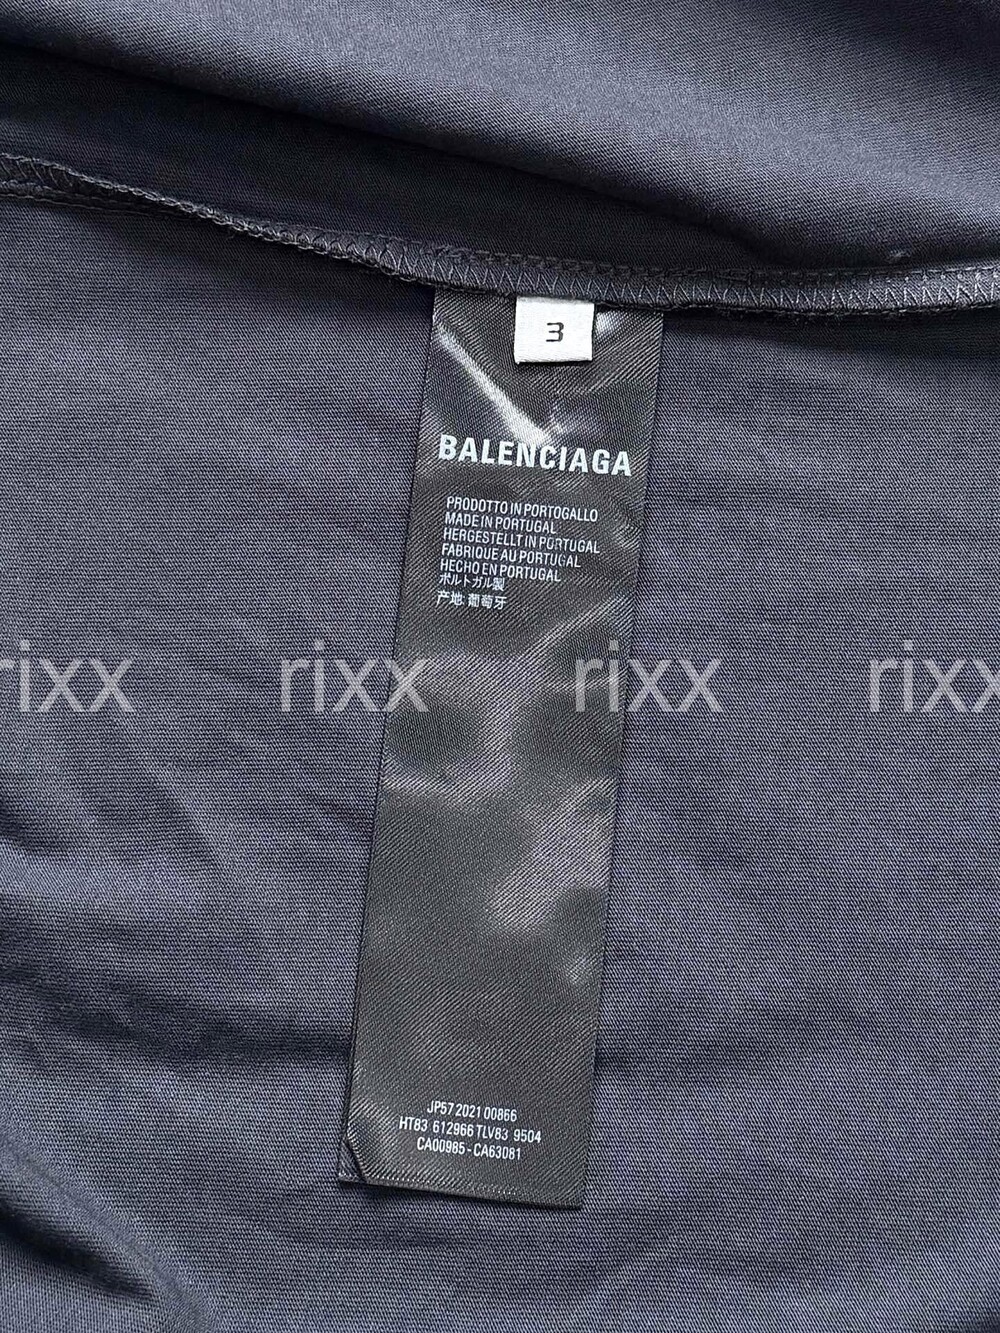 3
BALENCIAGA
PRODOTTO IN PORTOGALLO
MADE IN PORTUGAL
HERGESTELLT IN PORTUGAL
FABRIQUE AU PORTUGAL
HECHO EN PORTUGAL
ポルトガル製
产地:葡萄牙
rixx rixx rixx rixx
JP57 2021 00866
HT83 612966 TLV83 9504
CA00985 - CA63081